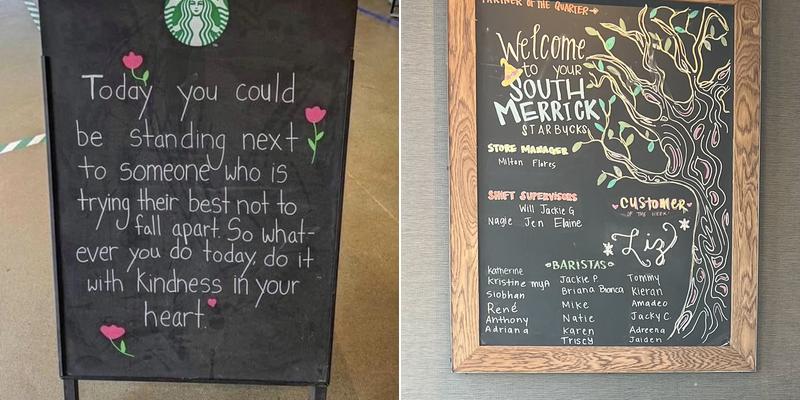 Today you could
be standing next
to someone who is
trying their best not to
fall apart. So what-
ever you do today, do it
with kindness in your
heart.
PARTNER OF THE QUARTER→
Welcome
to your
SOUTH
MERRICK
STARBUCKS
STORE MANAGER
Milton Flores
SHIFT SUPERVISORS
Will Jackie G
Nagle Jen Elaine
CUSTOMER
OF THE WEEK!
Liz
BARISTAS
Katherine
Kristine myA
Siobhan
René
Anthony
Adriana
Jackie P.
Briana Bianca
Mike
Natie
Karen
Triscy
Tommy
Kieran
Amadeo
Jacky C.
Adreena
Jaiden